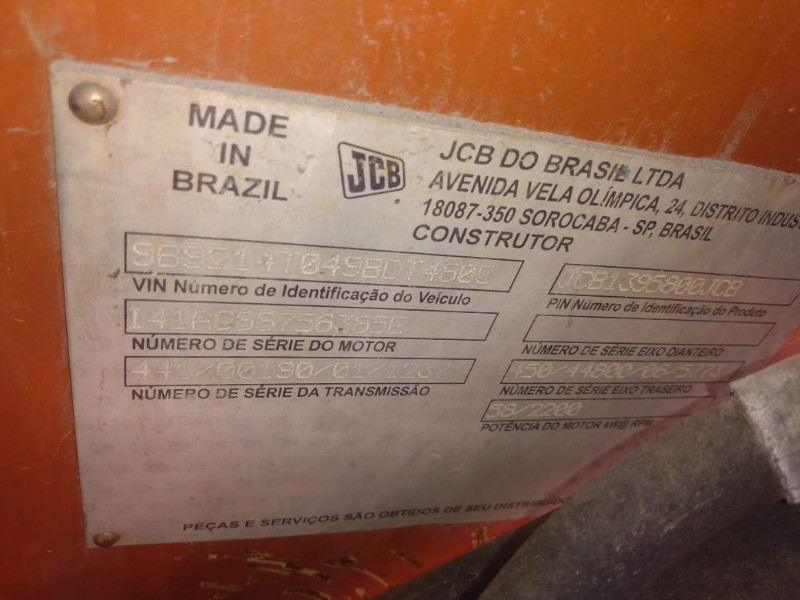 MADE
IN
BRAZIL
JCB
JCB DO BRASIL LTDA
AVENIDA VELA OLÍMPICA, 24, DISTRITO INDUS
18087-350 SOROCABA - SP, BRASIL
CONSTRUTOR
9B9214T049BDT4600
VIN Número de Identificação do Veículo
JCB1395800JCB
PIN Número de Identificação do Produto
NÚMERO DE SÉRIE DO MOTOR
NÚMERO DE SÉRIE EIXO DIANTEIRO
NÚMERO DA SÉRIE DA TRANSMISSÃO
NÚMERO DE SÉRIE EIXO TRASEIRO
58/2200
POTÊNCIA DO MOTOR kW@ RPM
PEÇAS E SERVIÇOS SÃO OBTIDOS DE SEU DISTRIBUIDO